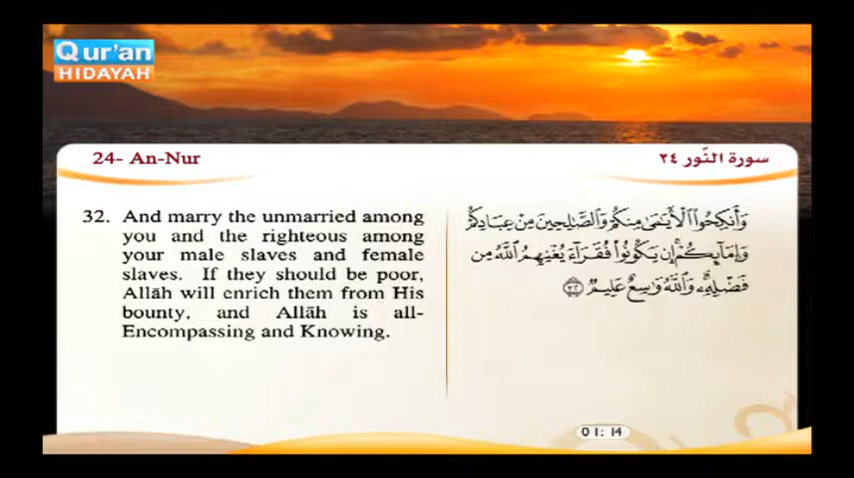 Qur'an
HIDAYAH
24- An-Nur
سورة النّور ٢٤
32. And marry the unmarried among
you and the righteous among
your male slaves and female
slaves. If they should be poor,
Allāh will enrich them from His
bounty, and Allāh is all-
Encompassing and Knowing.
وَأَنكِحُوا۟ ٱلْأَيَـٰمَىٰ مِنكُمْ وَٱلصَّـٰلِحِينَ مِنْ عِبَادِكُمْ
وَإِمَآئِكُمْ ۚ إِن يَكُونُوا۟ فُقَرَآءَ يُغْنِهِمُ ٱللَّهُ مِن
فَضْلِهِۦ ۗ وَٱللَّهُ وَٰسِعٌ عَلِيمٌ ٣٢
01:14